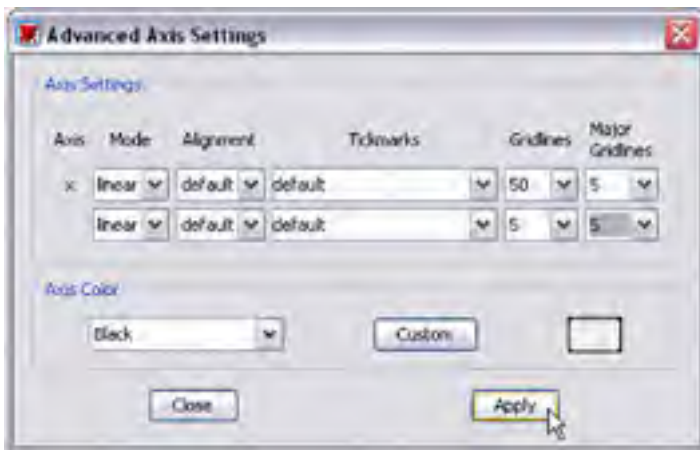 Advanced Axis Settings
Axis Settings
Axis Mode Alignment Tickmarks Gridlines Major Gridlines
x linear default default 50 5
linear default default 5 5
Axis Color
Black Custom
Close Apply